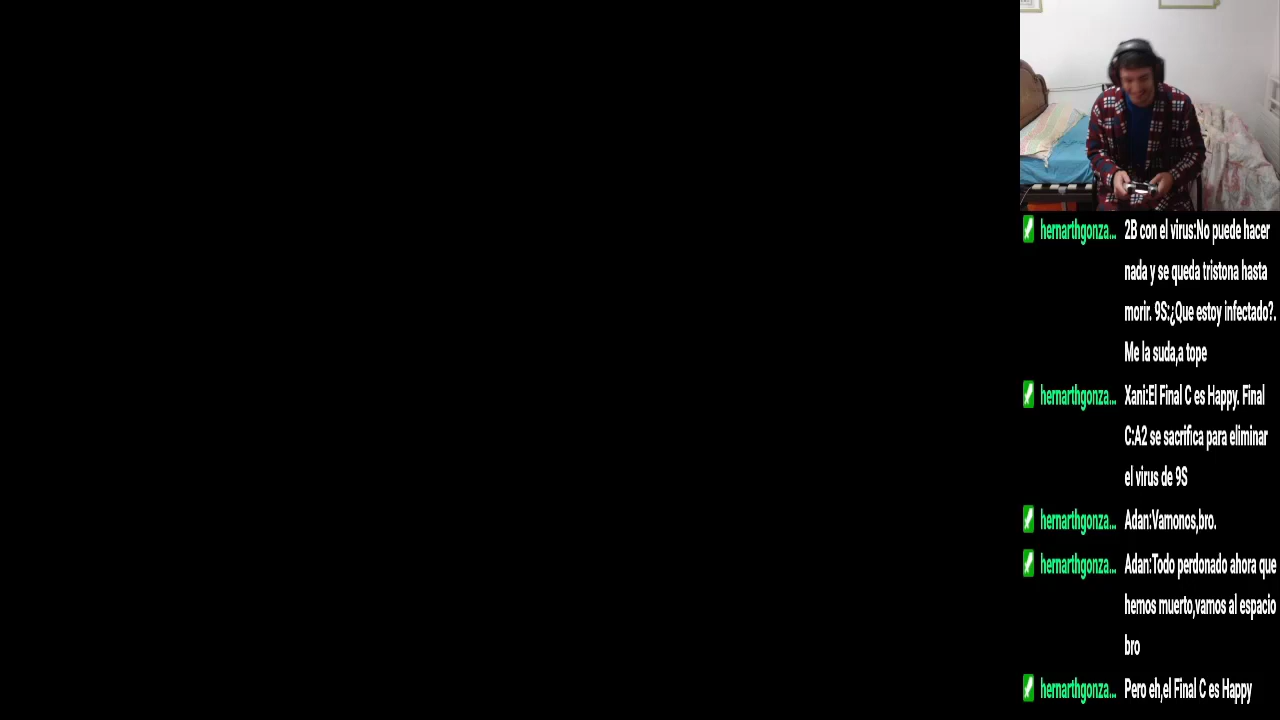 hernarthgonza... 2B con el virus:No puede hacer
nada y se queda tristona hasta
morir. 9S:¿Que estoy infectado?.
Me la suda,a tope
hernarthgonza... Xani:El Final C es Happy. Final
C:A2 se sacrifica para eliminar
el virus de 9S
hernarthgonza... Adan:Vamonos,bro.
hernarthgonza... Adan:Todo perdonado ahora que
hemos muerto,vamos al espacio
bro
hernarthgonza... Pero eh,el Final C es Happy